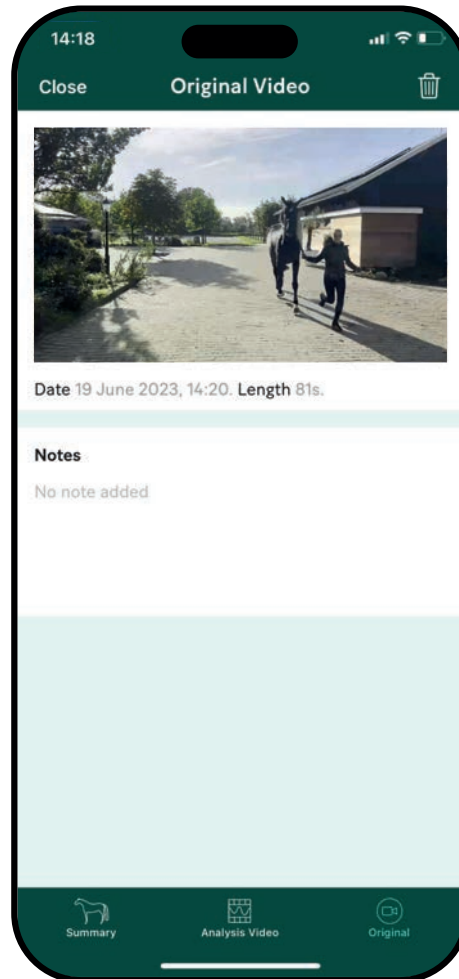 14:18
Close Original Video
Date 19 June 2023, 14:20. Length 81s.
Notes
No note added
Summary Analysis Video Original